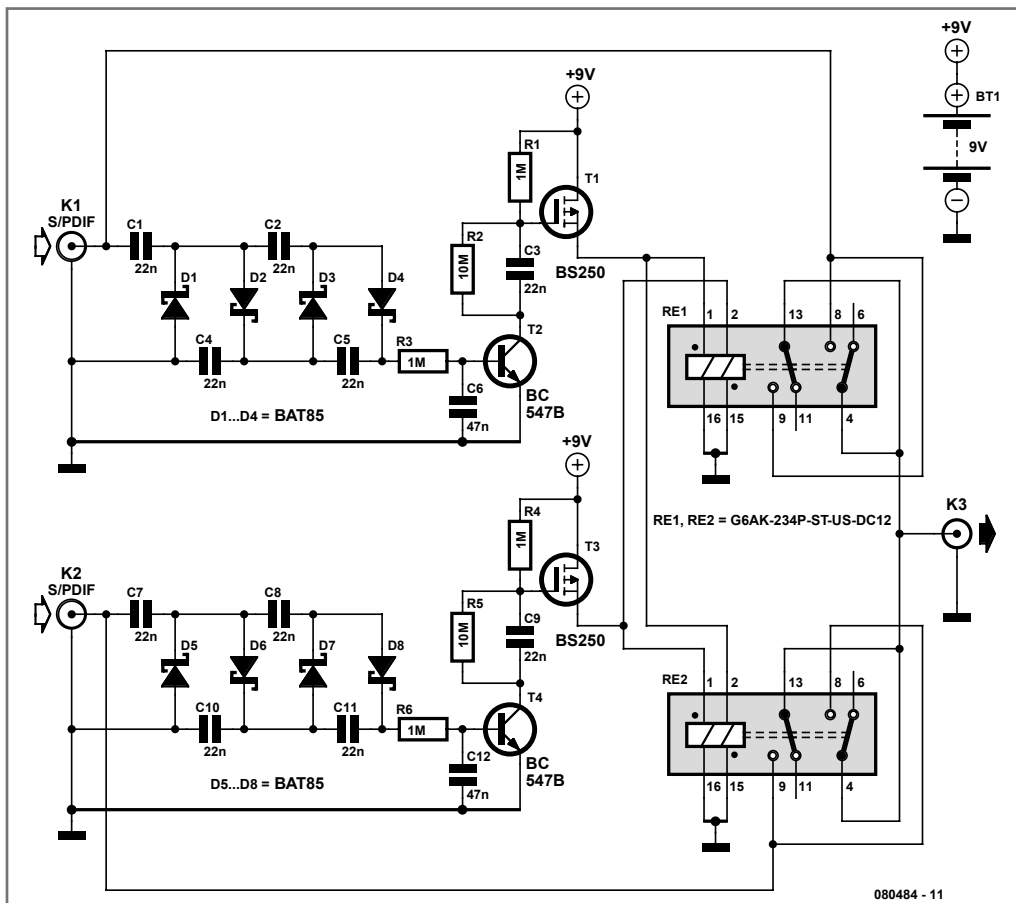 +9V
BT1
9V
+9V
R1
1M
T1
BS250
K1
S/PDIF
C1
22n
C2
22n
R2
10M
C3
22n
D1
D2
D3
D4
C4
22n
C5
22n
R3
1M
T2
C6
47n
BC
547B
D1...D4 = BAT85
RE1
1
2
13
8
6
16
15
9
11
4
+9V
R4
1M
T3
BS250
RE1, RE2 = G6AK-234P-ST-US-DC12
K3
K2
S/PDIF
C7
22n
C8
22n
R5
10M
C9
22n
D5
D6
D7
D8
C10
22n
C11
22n
R6
1M
T4
C12
47n
BC
547B
D5...D8 = BAT85
RE2
1
2
13
8
6
16
15
9
11
4
080484 - 11